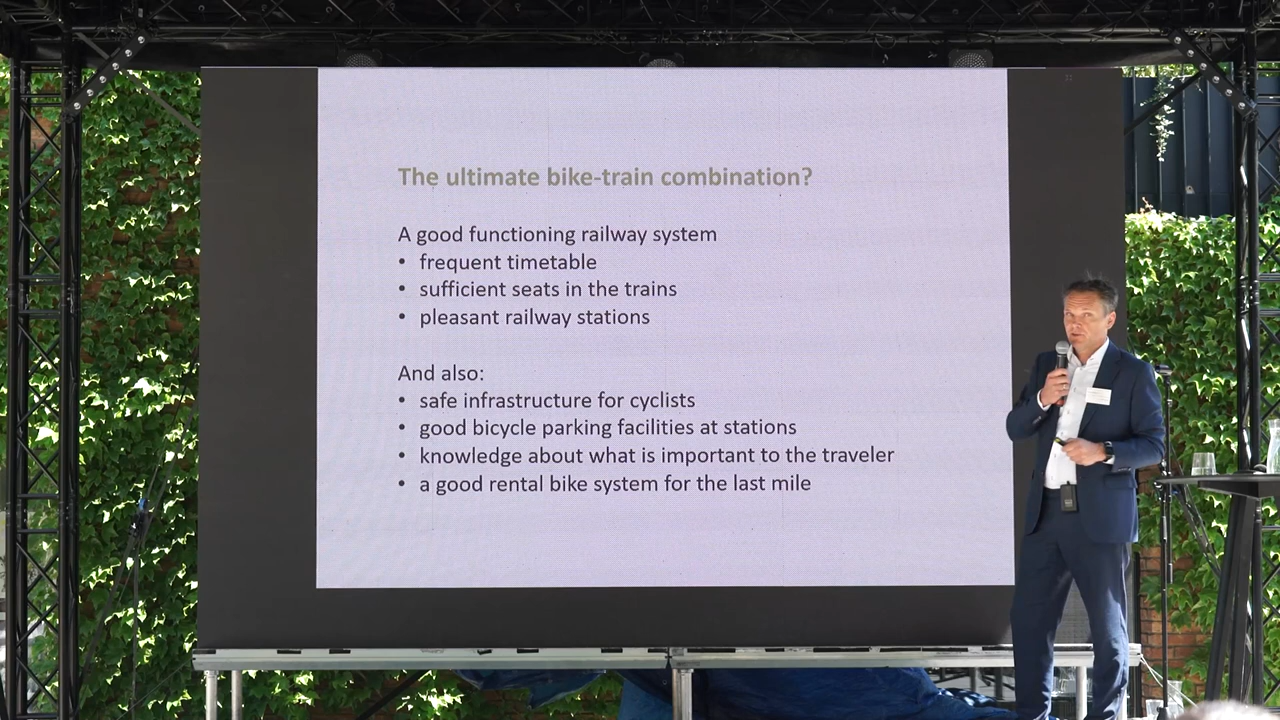 The ultimate bike-train combination?
A good functioning railway system
• frequent timetable
• sufficient seats in the trains
• pleasant railway stations
And also:
• safe infrastructure for cyclists
• good bicycle parking facilities at stations
• knowledge about what is important to the traveler
• a good rental bike system for the last mile